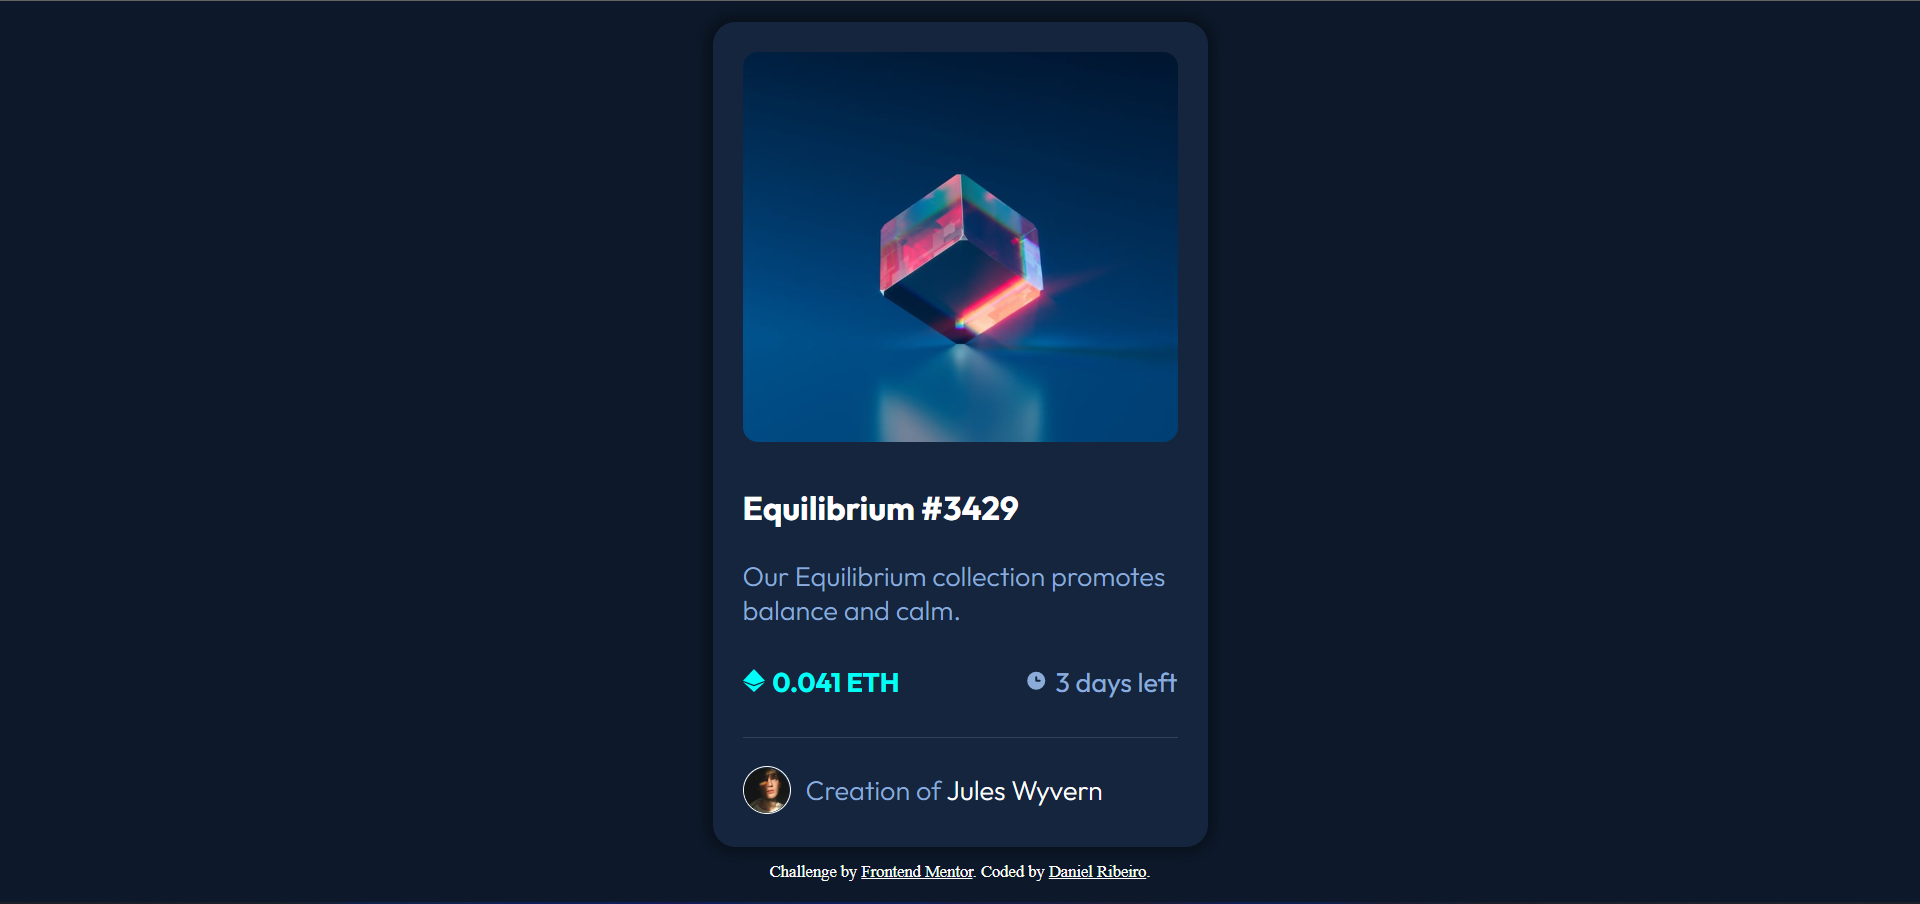 Equilibrium #3429
Our Equilibrium collection promotes
balance and calm.
0.041 ETH
3 days left
Creation of Jules Wyvern
Challenge by Frontend Mentor. Coded by Daniel Ribeiro.